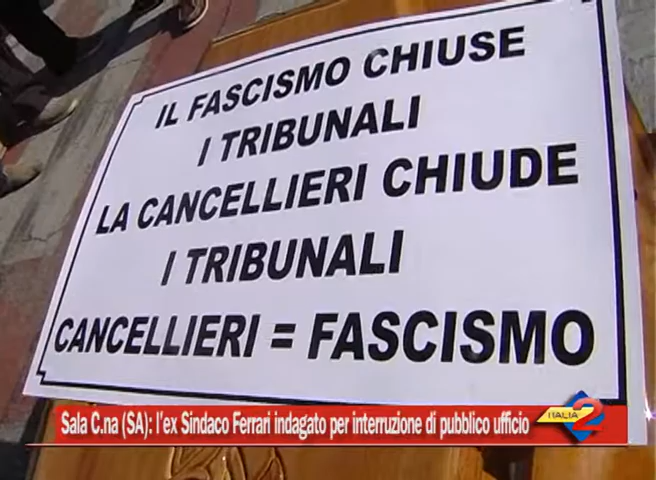 IL FASCISMO CHIUSE
I TRIBUNALI
LA CANCELLIERI CHIUDE
I TRIBUNALI
CANCELLIERI = FASCISMO
Sala C.na (SA): l'ex Sindaco Ferrari indagato per interruzione di pubblico ufficio
ITALIA 2